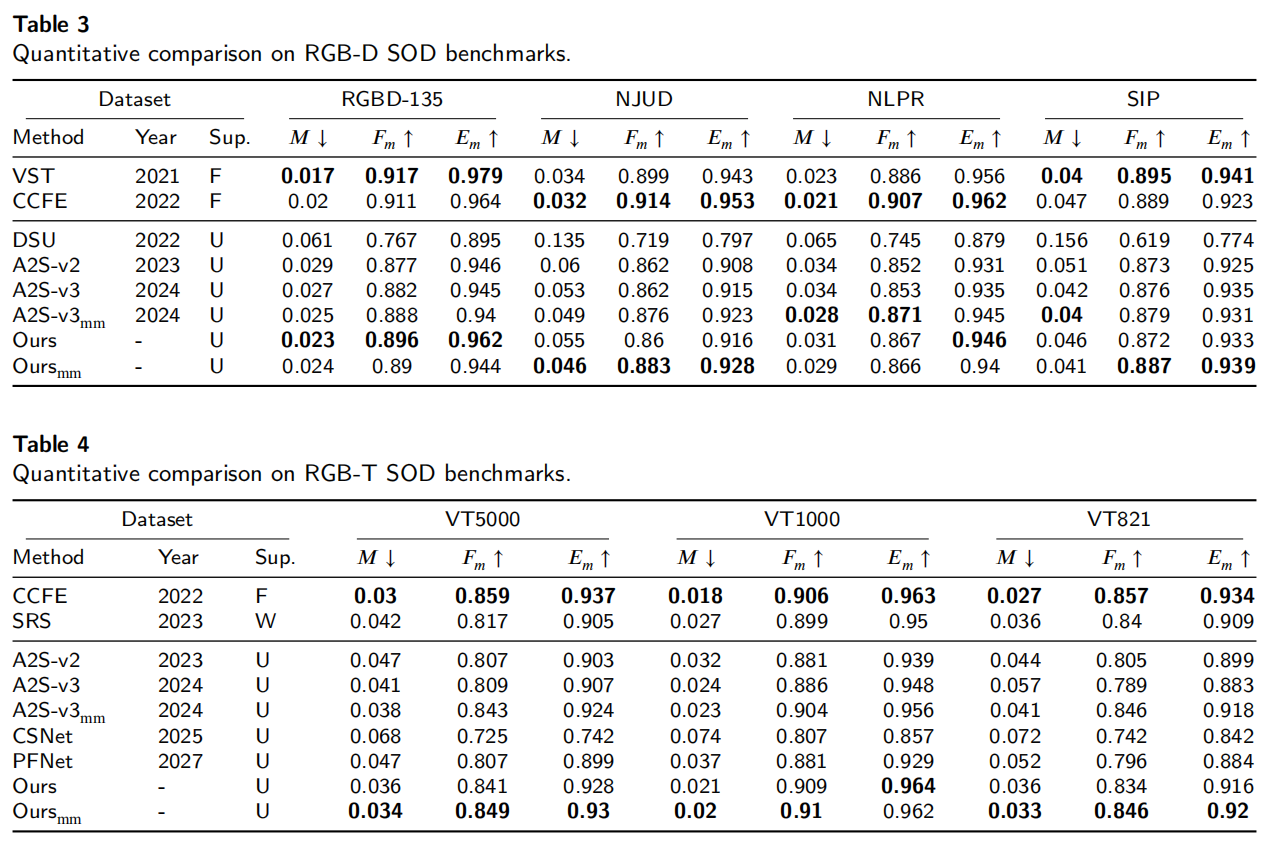 Table 3
Quantitative comparison on RGB-D SOD benchmarks.
Dataset RGBD-135 NJUD NLPR SIP
Method Year Sup. M ↓ Fm ↑ Em ↑ M ↓ Fm ↑ Em ↑ M ↓ Fm ↑ Em ↑ M ↓ Fm ↑ Em ↑
VST 2021 F 0.017 0.917 0.979 0.034 0.899 0.943 0.023 0.886 0.956 0.04 0.895 0.941
CCFE 2022 F 0.02 0.911 0.964 0.032 0.914 0.953 0.021 0.907 0.962 0.047 0.889 0.923
DSU 2022 U 0.061 0.767 0.895 0.135 0.719 0.797 0.065 0.745 0.879 0.156 0.619 0.774
A2S-v2 2023 U 0.029 0.877 0.946 0.06 0.862 0.908 0.034 0.852 0.931 0.051 0.873 0.925
A2S-v3 2024 U 0.027 0.882 0.945 0.053 0.862 0.915 0.034 0.853 0.935 0.042 0.876 0.935
A2S-v3mm 2024 U 0.025 0.888 0.94 0.049 0.876 0.923 0.028 0.871 0.945 0.04 0.879 0.931
Ours - U 0.023 0.896 0.962 0.055 0.86 0.916 0.031 0.867 0.946 0.046 0.872 0.933
Oursmm - U 0.024 0.89 0.944 0.046 0.883 0.928 0.029 0.866 0.94 0.041 0.887 0.939
Table 4
Quantitative comparison on RGB-T SOD benchmarks.
Dataset VT5000 VT1000 VT821
Method Year Sup. M ↓ Fm ↑ Em ↑ M ↓ Fm ↑ Em ↑ M ↓ Fm ↑ Em ↑
CCFE 2022 F 0.03 0.859 0.937 0.018 0.906 0.963 0.027 0.857 0.934
SRS 2023 W 0.042 0.817 0.905 0.027 0.899 0.95 0.036 0.84 0.909
A2S-v2 2023 U 0.047 0.807 0.903 0.032 0.881 0.939 0.044 0.805 0.899
A2S-v3 2024 U 0.041 0.809 0.907 0.024 0.886 0.948 0.057 0.789 0.883
A2S-v3mm 2024 U 0.038 0.843 0.924 0.023 0.904 0.956 0.041 0.846 0.918
CSNet 2025 U 0.068 0.725 0.742 0.074 0.807 0.857 0.072 0.742 0.842
PFNet 2027 U 0.047 0.807 0.899 0.037 0.881 0.929 0.052 0.796 0.884
Ours - U 0.036 0.841 0.928 0.021 0.909 0.964 0.036 0.834 0.916
Oursmm - U 0.034 0.849 0.93 0.02 0.91 0.962 0.033 0.846 0.92